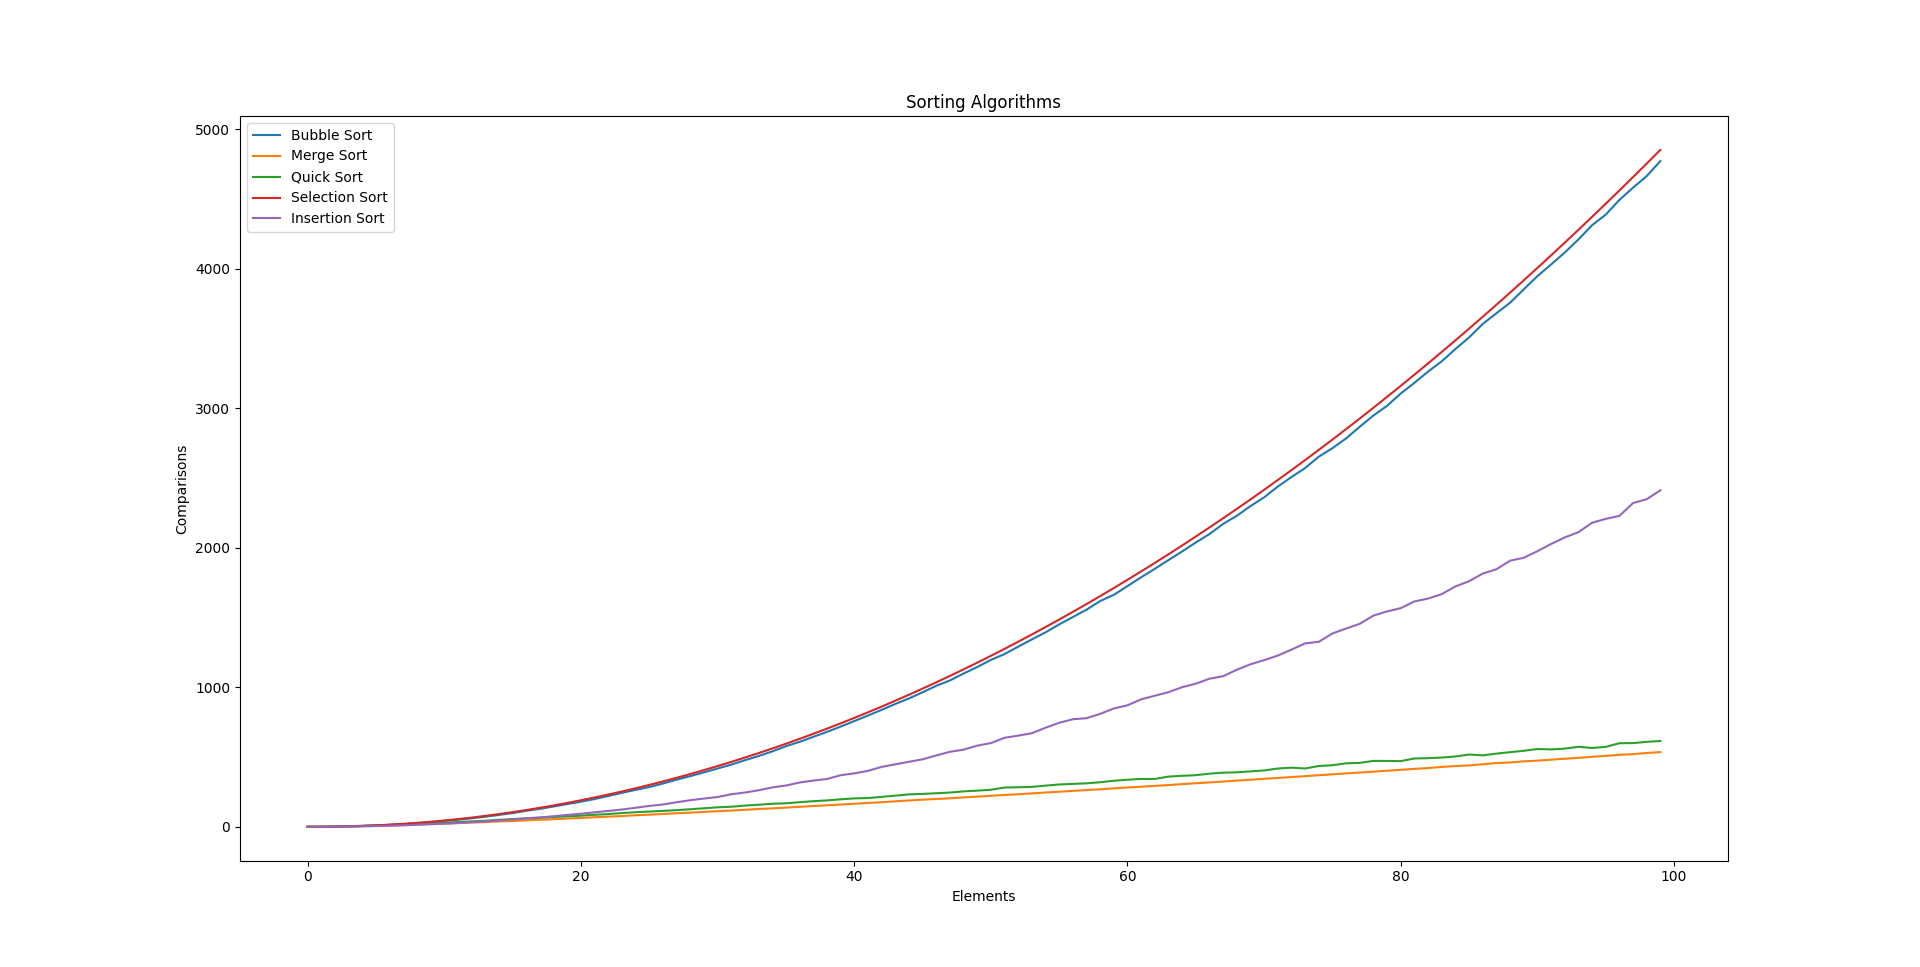 Sorting Algorithms
Bubble Sort
Merge Sort
Quick Sort
Selection Sort
Insertion Sort
5000
4000
3000
2000
1000
0
Comparisons
0 20 40 60 80 100
Elements